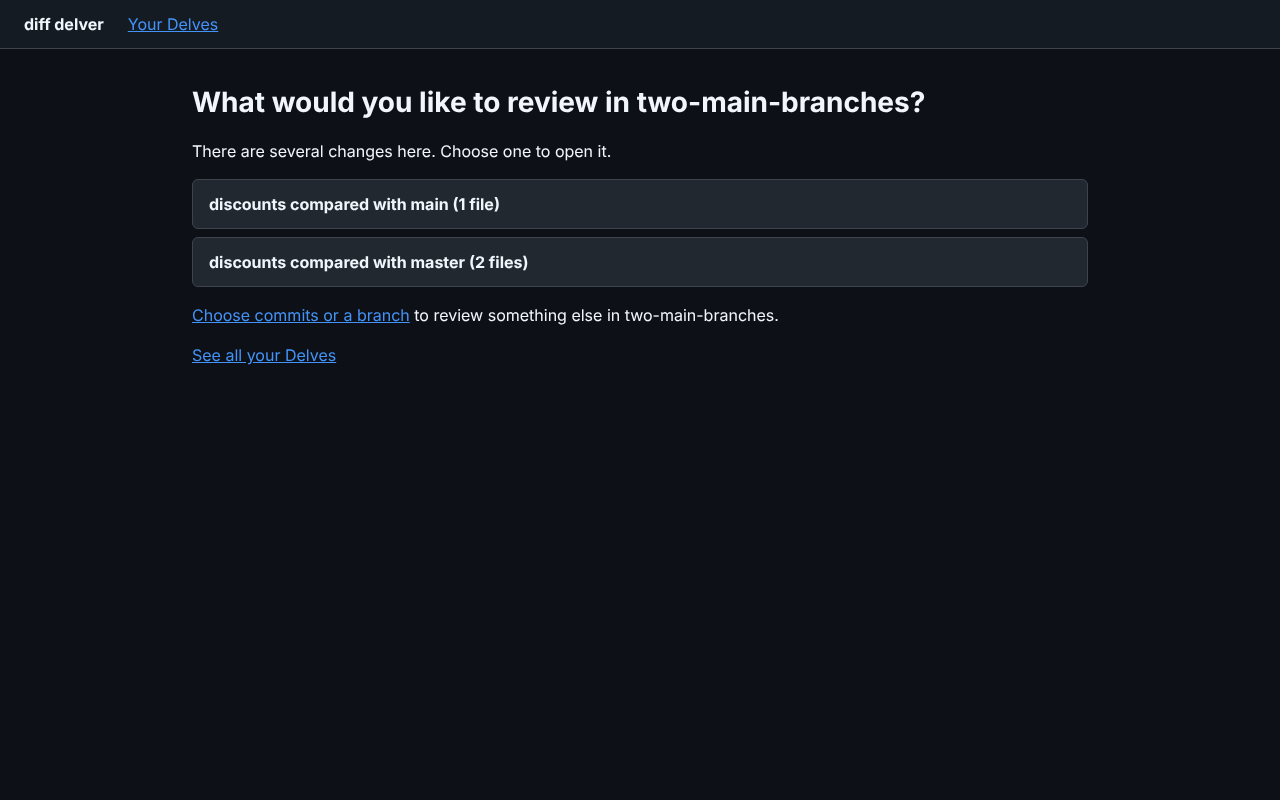 diff delver Your Delves
What would you like to review in two-main-branches?
There are several changes here. Choose one to open it.
discounts compared with main (1 file)
discounts compared with master (2 files)
Choose commits or a branch to review something else in two-main-branches.
See all your Delves